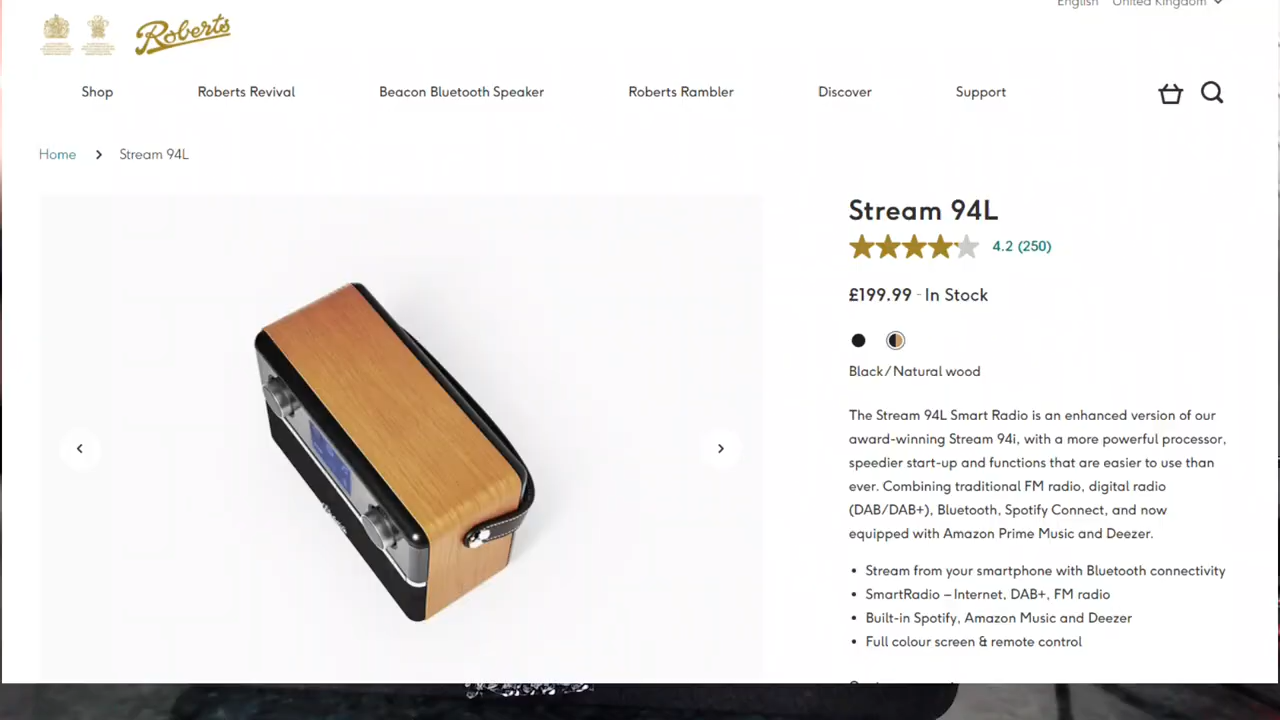 English United Kingdom
Roberts
Shop Roberts Revival Beacon Bluetooth Speaker Roberts Rambler Discover Support
Home > Stream 94L
Stream 94L
4.2 (250)
£199.99 - In Stock
Black / Natural wood
The Stream 94L Smart Radio is an enhanced version of our
award-winning Stream 94i, with a more powerful processor,
speedier start-up and functions that are easier to use than
ever. Combining traditional FM radio, digital radio
(DAB/DAB+), Bluetooth, Spotify Connect, and now
equipped with Amazon Prime Music and Deezer.
• Stream from your smartphone with Bluetooth connectivity
• SmartRadio – Internet, DAB+, FM radio
• Built-in Spotify, Amazon Music and Deezer
• Full colour screen & remote control